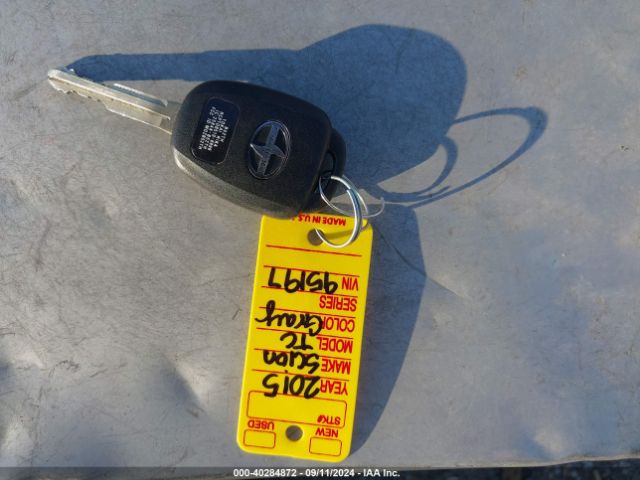 NEW USED
STK#
YEAR 2015
MAKE Scion
MODEL TC
COLOR Gray
SERIES
VIN 95197
MADE IN U.S.
000-40284872 - 09/11/2024 - IAA Inc.